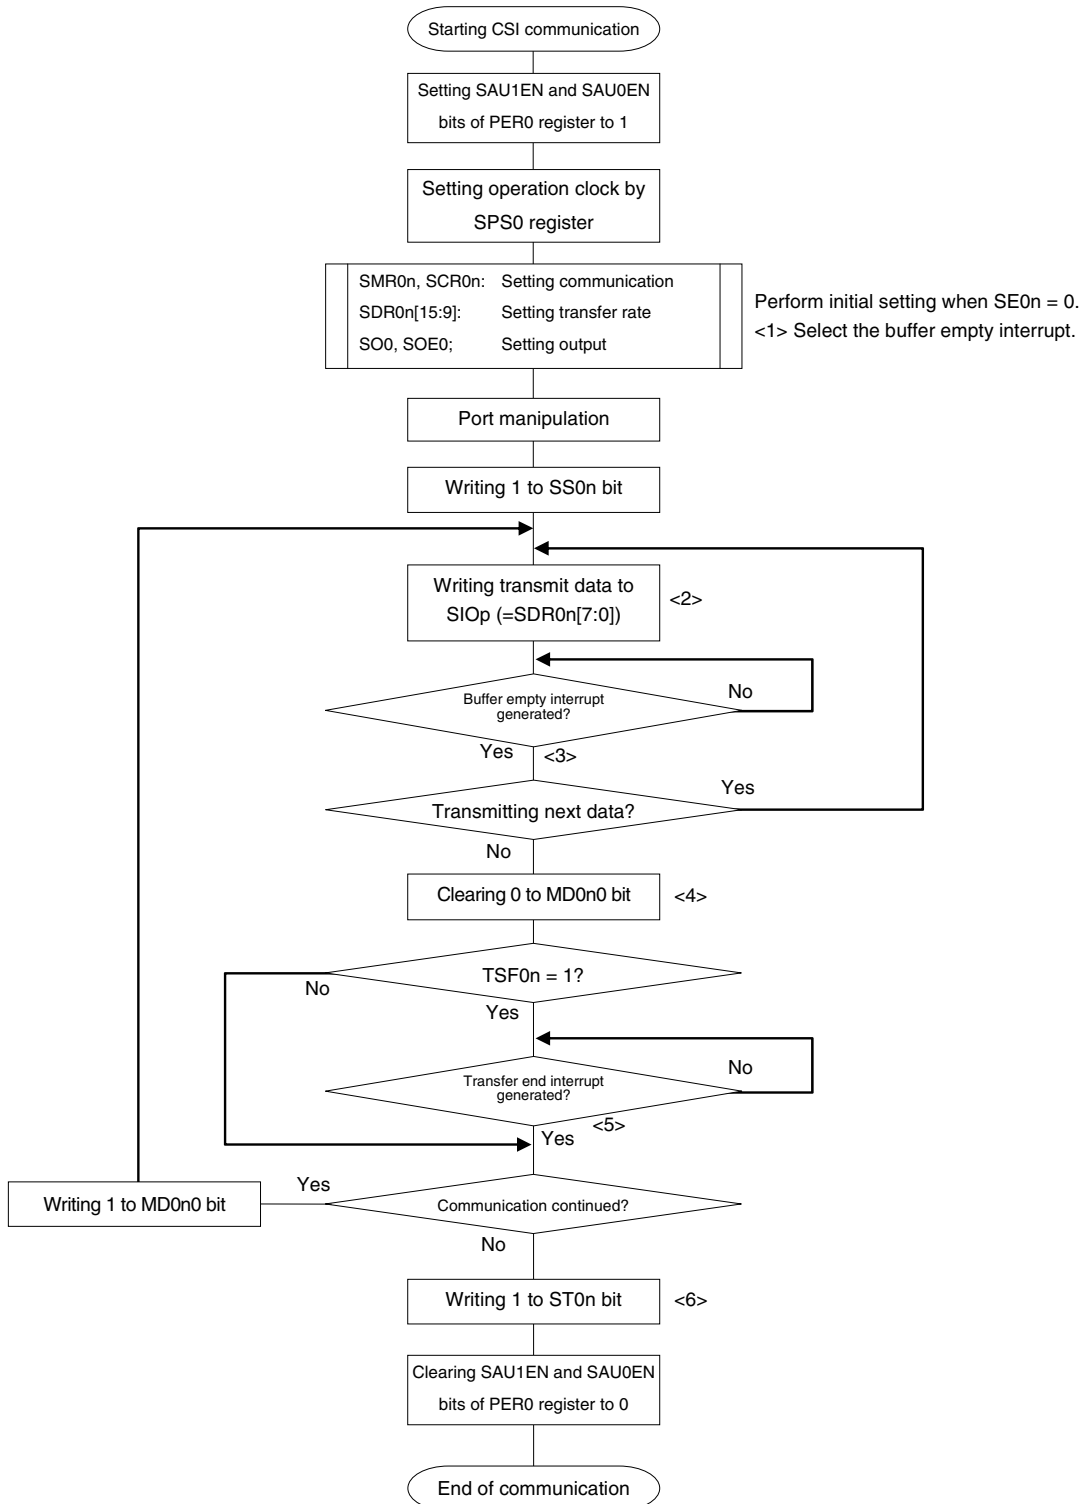 Starting CSI communication
Setting SAU1EN and SAU0EN
bits of PER0 register to 1
Setting operation clock by
SPS0 register
SMR0n, SCR0n: Setting communication
SDR0n[15:9]: Setting transfer rate
SO0, SOE0; Setting output
Perform initial setting when SE0n = 0.
<1> Select the buffer empty interrupt.
Port manipulation
Writing 1 to SS0n bit
Writing transmit data to
SIOp (=SDR0n[7:0])
<2>
Buffer empty interrupt
generated?
No
Yes
<3>
Transmitting next data?
Yes
No
Clearing 0 to MD0n0 bit
<4>
TSF0n = 1?
No
Yes
Transfer end interrupt
generated?
No
<5>
Yes
Communication continued?
Yes
Writing 1 to MD0n0 bit
No
Writing 1 to ST0n bit
<6>
Clearing SAU1EN and SAU0EN
bits of PER0 register to 0
End of communication